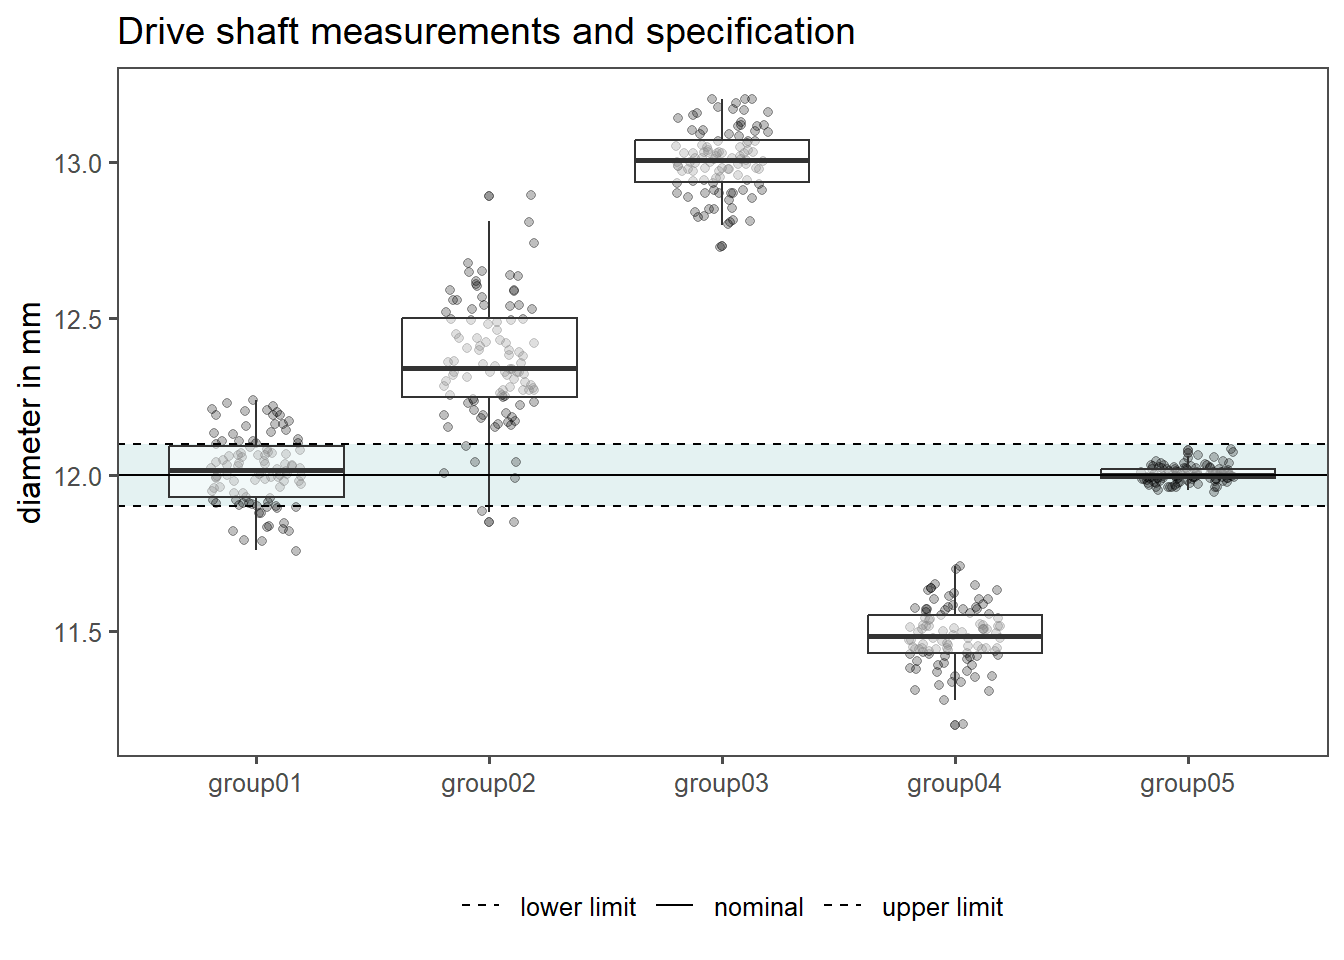 Drive shaft measurements and specification
diameter in mm
13.0
12.5
12.0
11.5
group01 group02 group03 group04 group05
lower limit nominal upper limit